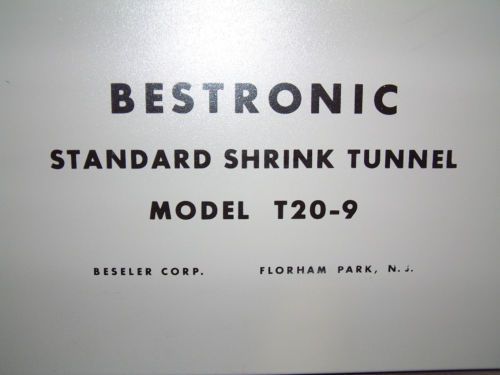 BESTRONIC
STANDARD SHRINK TUNNEL
MODEL T20-9
BESELER CORP. FLORHAM PARK, N.J.